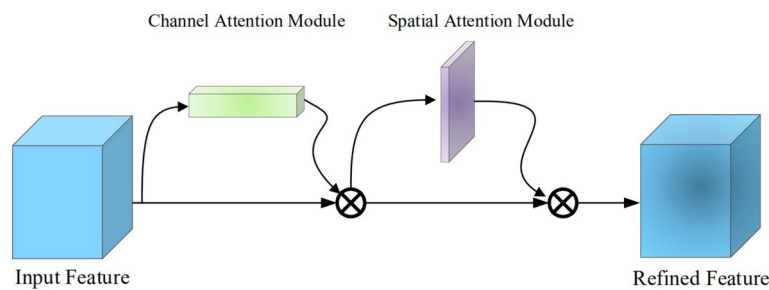 Channel Attention Module
Spatial Attention Module
Input Feature
Refined Feature